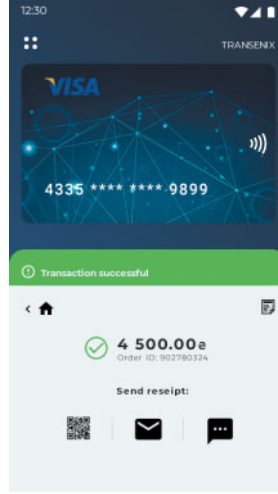 12:30
TRANSENIX
VISA
4335 **** **** 9899
Transaction successful
4 500.00₴
Order ID: 902780324
Send reseipt: